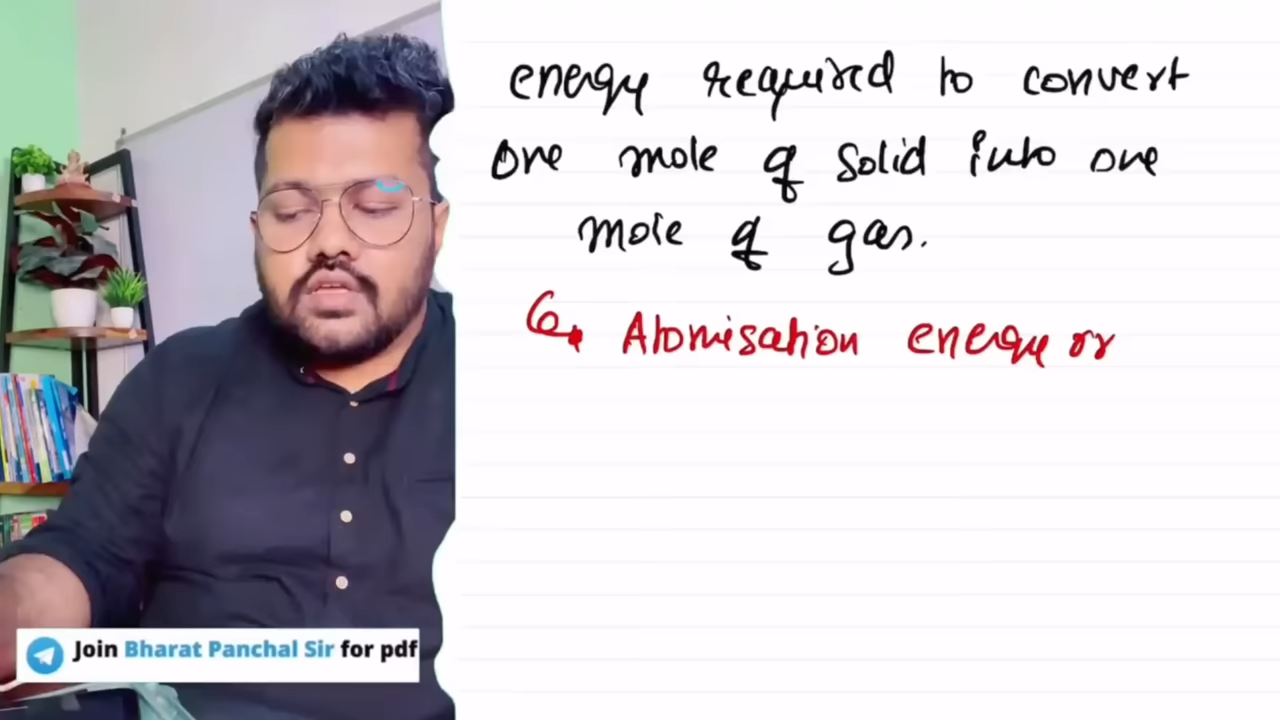 energy required to convert
one mole of solid into one
mole of gas.
6. Atomisation energy or
Join Bharat Panchal Sir for pdf